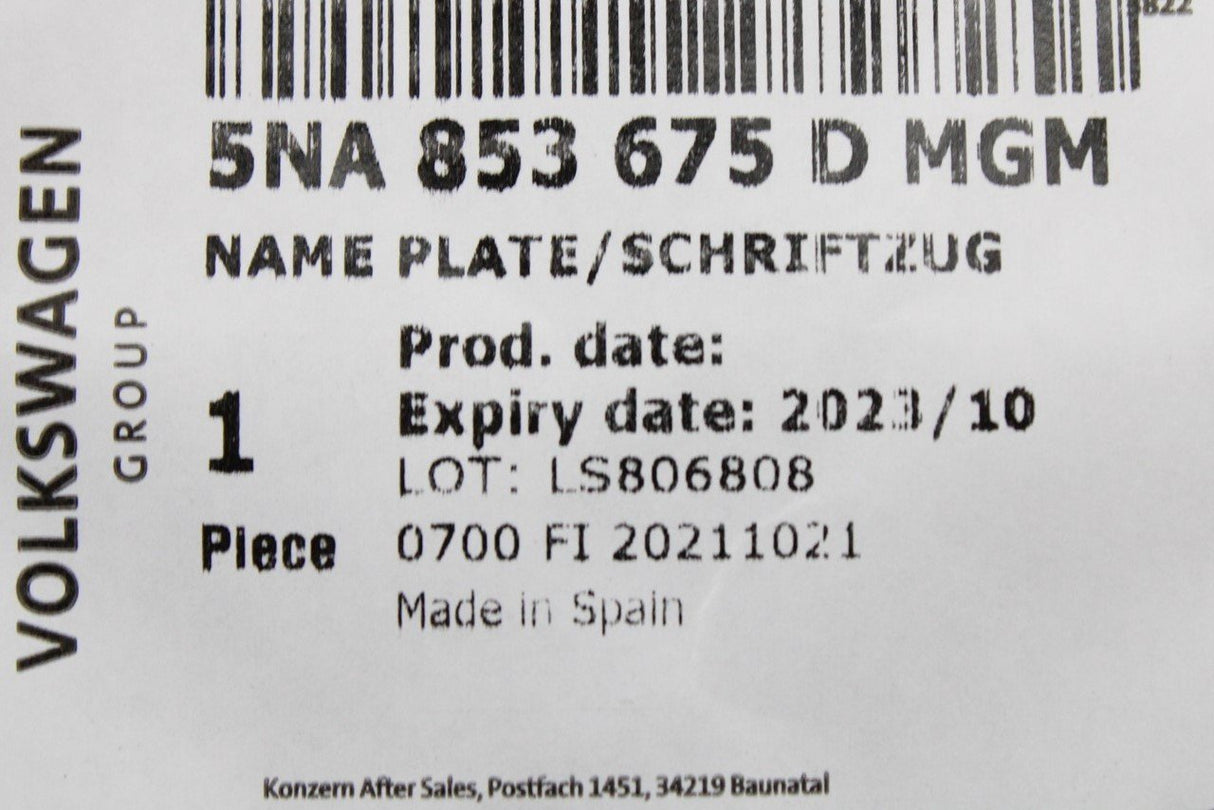 5NA 853 675 D MGM
NAME PLATE/SCHRIFTZUG
Prod. date:
Expiry date: 2023/10
1
LOT: LS806808
Piece
0700 FI 20211021
Made in Spain
VOLKSWAGEN
GROUP
Konzern After Sales, Postfach 1451, 34219 Baunatal